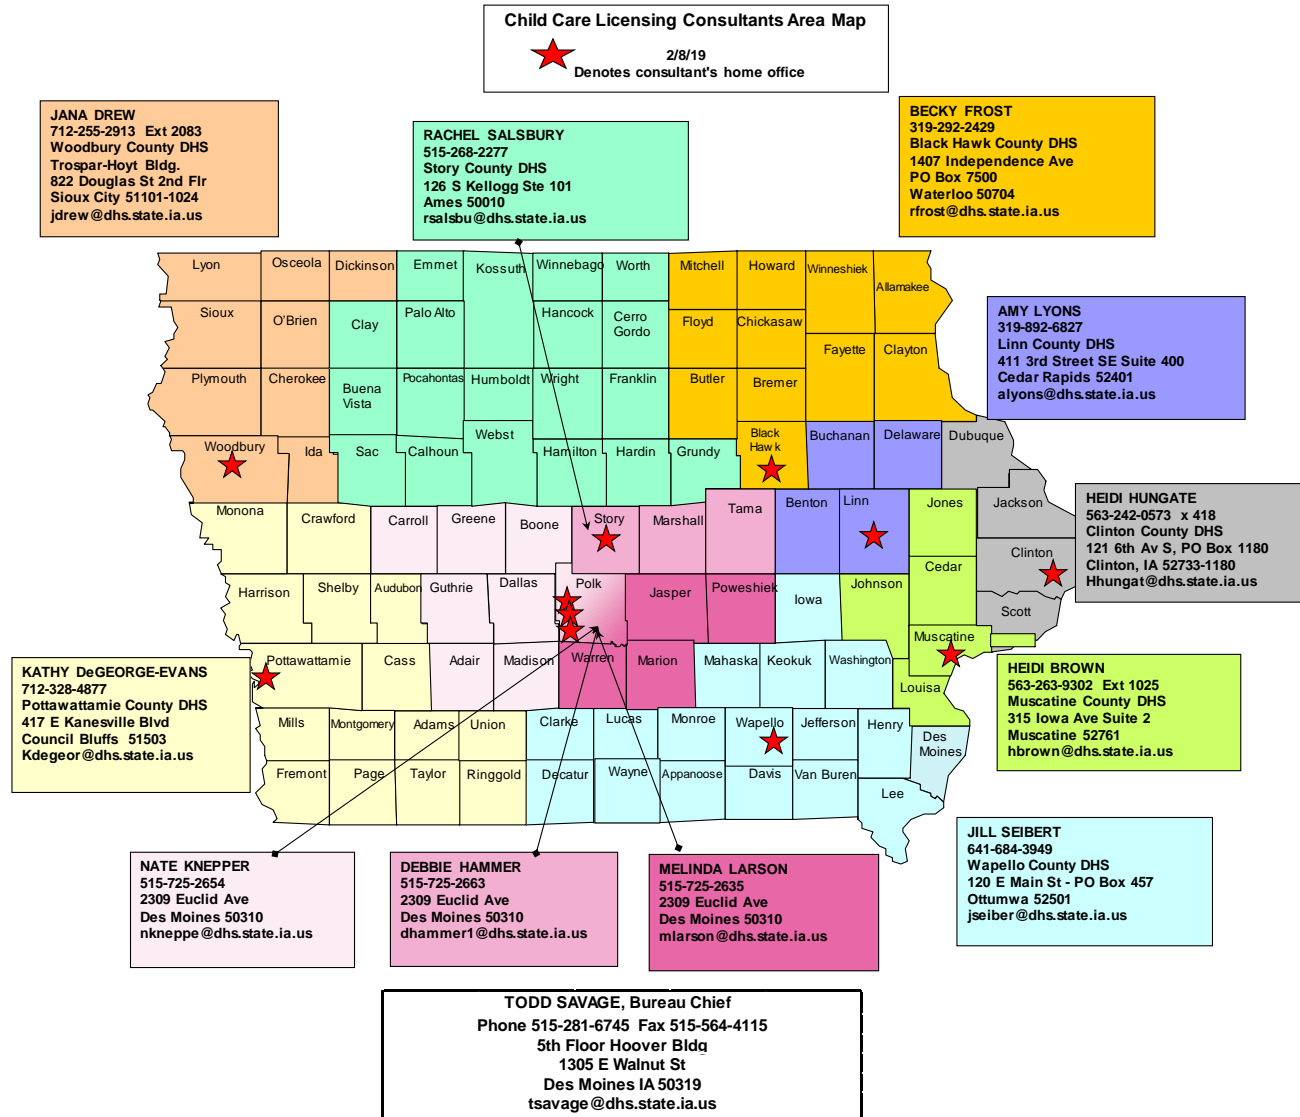 Child Care Licensing Consultants Area Map
2/8/19
Denotes consultant's home office
JANA DREW
712-255-2913 Ext 2083
Woodbury County DHS
Trospar-Hoyt Bldg.
822 Douglas St 2nd Flr
Sioux City 51101-1024
jdrew@dhs.state.ia.us
RACHEL SALSBURY
515-268-2277
Story County DHS
126 S Kellogg Ste 101
Ames 50010
rsalsbu@dhs.state.ia.us
BECKY FROST
319-292-2429
Black Hawk County DHS
1407 Independence Ave
PO Box 7500
Waterloo 50704
rfrost@dhs.state.ia.us
AMY LYONS
319-892-6827
Linn County DHS
411 3rd Street SE Suite 400
Cedar Rapids 52401
alyons@dhs.state.ia.us
Lyon
Osceola
Dickinson
Emmet
Kossuth
Winnebago
Worth
Mitchell
Howard
Winneshiek
Allamakee
Sioux
O'Brien
Clay
Palo Alto
Hancock
Cerro
Gordo
Floyd
Chickasaw
Fayette
Clayton
Plymouth
Cherokee
Buena
Vista
Pocahontas
Humboldt
Wright
Franklin
Butler
Bremer
Woodbury
Ida
Sac
Calhoun
Webst
Hamilton
Hardin
Grundy
Black
Hawk
Buchanan
Delaware
Dubuque
Monona
Crawford
Carroll
Greene
Boone
Story
Marshall
Tama
Benton
Linn
Jones
Jackson
HEIDI HUNGATE
563-242-0573 x 418
Clinton County DHS
121 6th Av S, PO Box 1180
Clinton, IA 52733-1180
Hhungat@dhs.state.ia.us
Harrison
Shelby
Audubon
Guthrie
Dallas
Polk
Jasper
Poweshiek
Iowa
Johnson
Cedar
Clinton
Scott
Muscatine
Pottawattamie
Cass
Adair
Madison
Warren
Marion
Mahaska
Keokuk
Washington
Louisa
KATHY DeGEORGE-EVANS
712-328-4877
Pottawattamie County DHS
417 E Kanesville Blvd
Council Bluffs 51503
Kdegeor@dhs.state.ia.us
HEIDI BROWN
563-263-9302 Ext 1025
Muscatine County DHS
315 Iowa Ave Suite 2
Muscatine 52761
hbrown@dhs.state.ia.us
Mills
Montgomery
Adams
Union
Clarke
Lucas
Monroe
Wapello
Jefferson
Henry
Des
Moines
Fremont
Page
Taylor
Ringgold
Decatur
Wayne
Appanoose
Davis
Van Buren
Lee
JILL SEIBERT
641-684-3949
Wapello County DHS
120 E Main St - PO Box 457
Ottumwa 52501
jseiber@dhs.state.ia.us
NATE KNEPPER
515-725-2654
2309 Euclid Ave
Des Moines 50310
nkneppe@dhs.state.ia.us
DEBBIE HAMMER
515-725-2663
2309 Euclid Ave
Des Moines 50310
dhammer1@dhs.state.ia.us
MELINDA LARSON
515-725-2635
2309 Euclid Ave
Des Moines 50310
mlarson@dhs.state.ia.us
TODD SAVAGE, Bureau Chief
Phone 515-281-6745 Fax 515-564-4115
5th Floor Hoover Bldg
1305 E Walnut St
Des Moines IA 50319
tsavage@dhs.state.ia.us